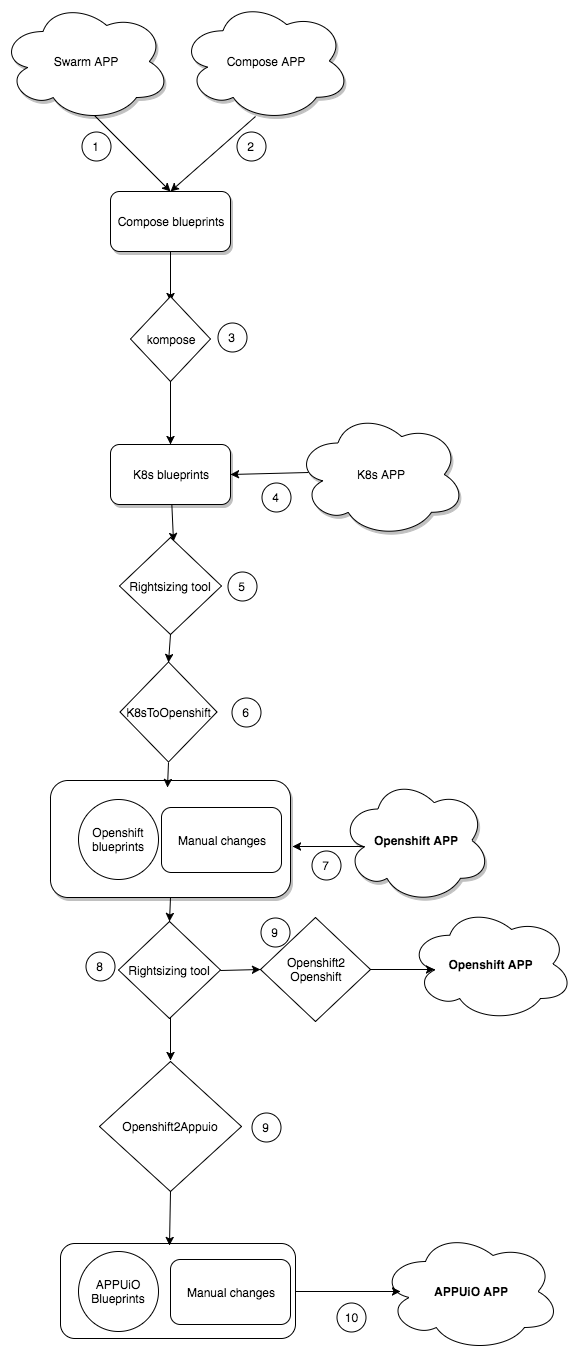 Swarm APP
Compose APP
1
2
Compose blueprints
kompose
3
K8s blueprints
K8s APP
4
Rightsizing tool
5
K8sToOpenshift
6
Openshift
blueprints
Manual changes
Openshift APP
7
8
Rightsizing tool
9
Openshift2
Openshift
Openshift APP
Openshift2Appuio
9
APPUiO
Blueprints
Manual changes
APPUiO APP
10